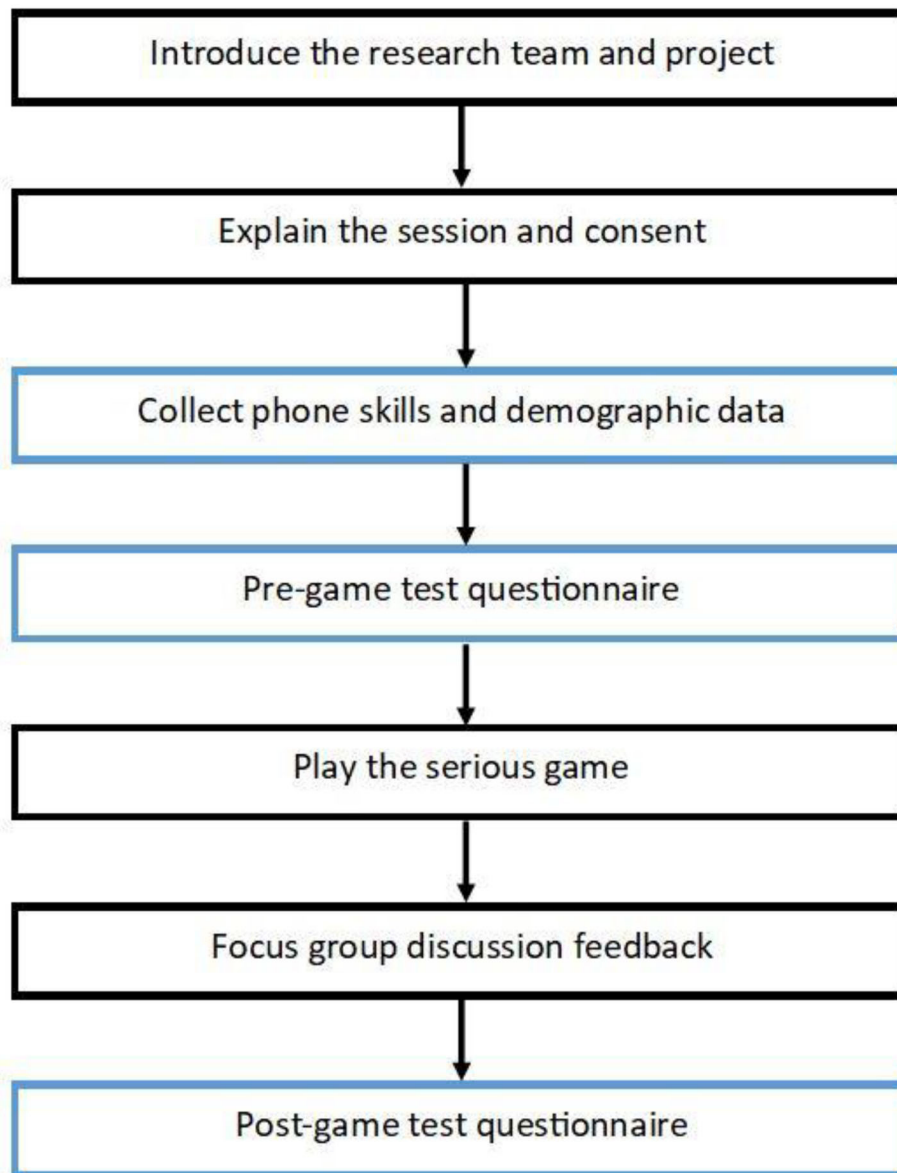 Introduce the research team and project
Explain the session and consent
Collect phone skills and demographic data
Pre-game test questionnaire
Play the serious game
Focus group discussion feedback
Post-game test questionnaire